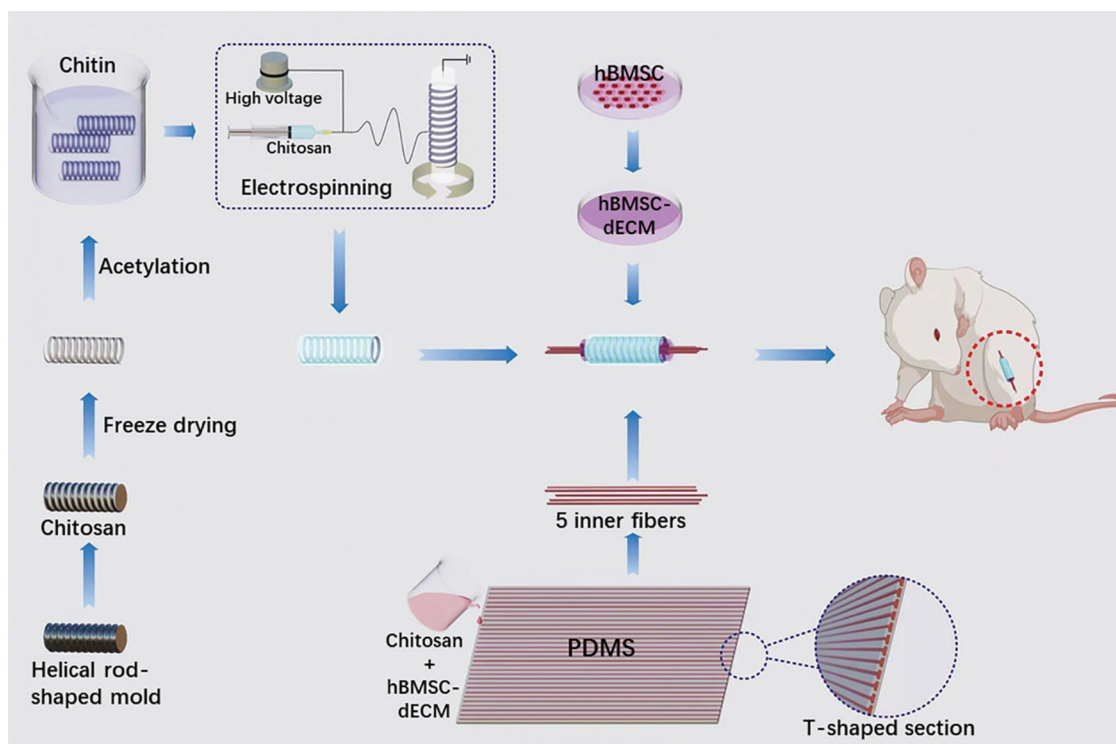 Chitin
High voltage
Chitosan
Electrospinning
Acetylation
Freeze drying
Chitosan
Helical rod-
shaped mold
hBMSC
hBMSC-
dECM
5 inner fibers
Chitosan
+
hBMSC-
dECM
PDMS
T-shaped section